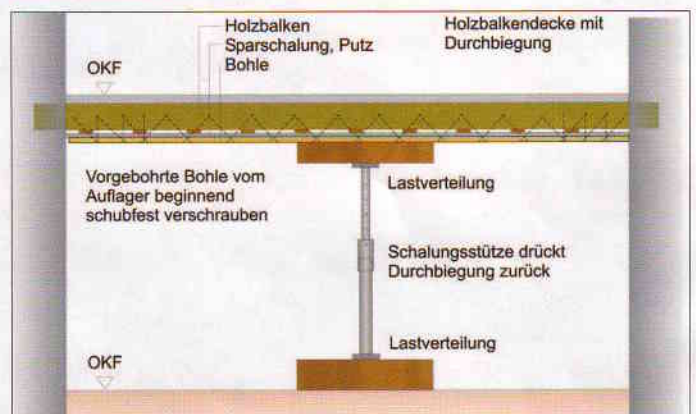 Holzbalken
Sparschalung, Putz
Bohle
Holzbalkendecke mit
Durchbiegung
OKF
Vorgebohrte Bohle vom
Auflager beginnend
schubfest verschrauben
Lastverteilung
Schalungsstütze drückt
Durchbiegung zurück
Lastverteilung
OKF